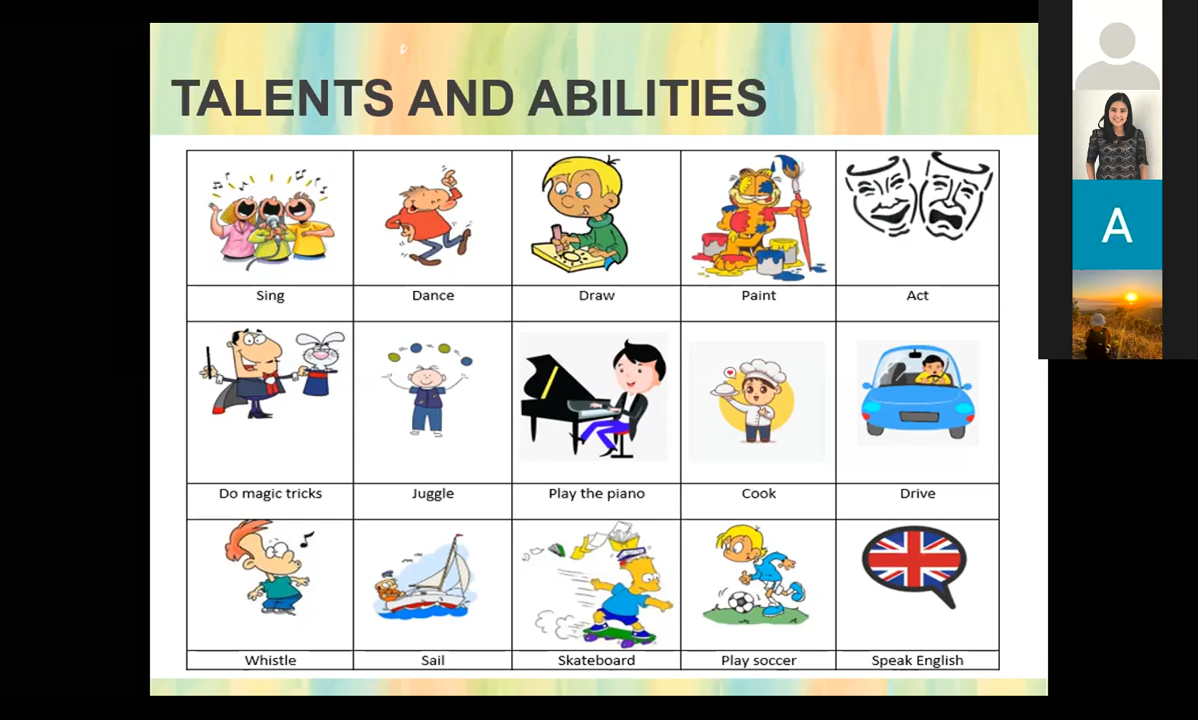 TALENTS AND ABILITIES
Sing Dance Draw Paint Act
Do magic tricks Juggle Play the piano Cook Drive
Whistle Sail Skateboard Play soccer Speak English
A